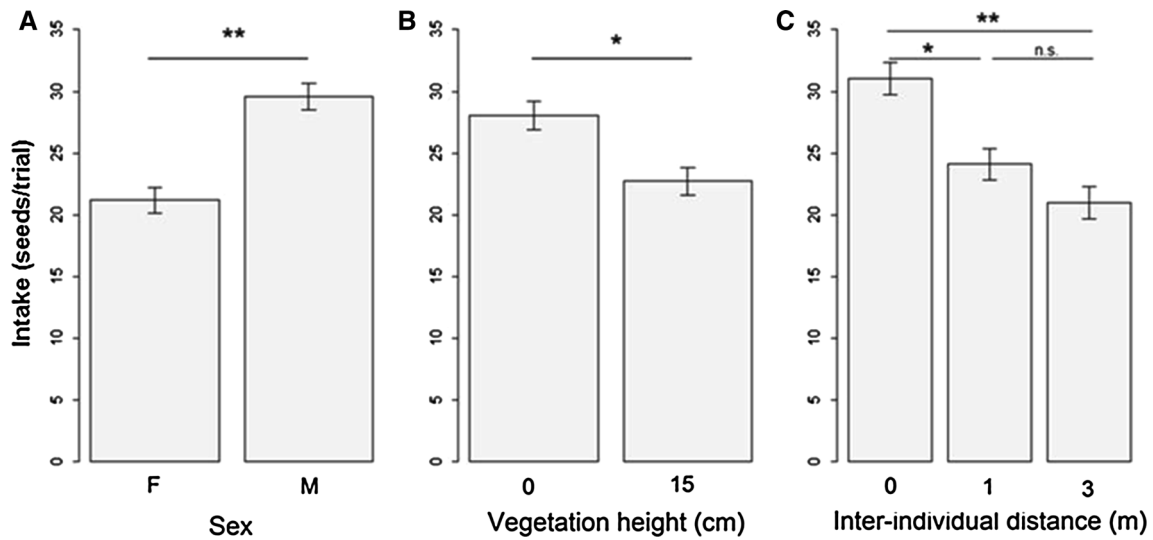 A
B
C
**
*
**
*
n.s.
Intake (seeds/trial)
35
30
25
20
15
10
5
0
35
30
25
20
15
10
5
0
35
30
25
20
15
10
5
0
F M
0 15
0 1 3
Sex
Vegetation height (cm)
Inter-individual distance (m)